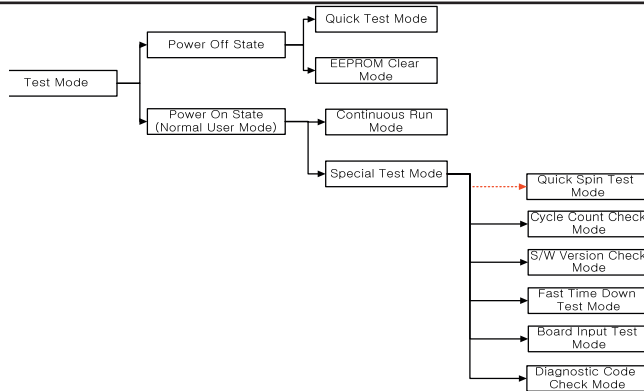 Quick Test Mode
Power Off State
EEPROM Clear
Mode
Test Mode
Power On State
(Normal User Mode)
Continuous Run
Mode
Special Test Mode
Quick Spin Test
Mode
Cycle Count Check
Mode
S/W Version Check
Mode
Fast Time Down
Test Mode
Board Input Test
Mode
Diagnostic Code
Check Mode